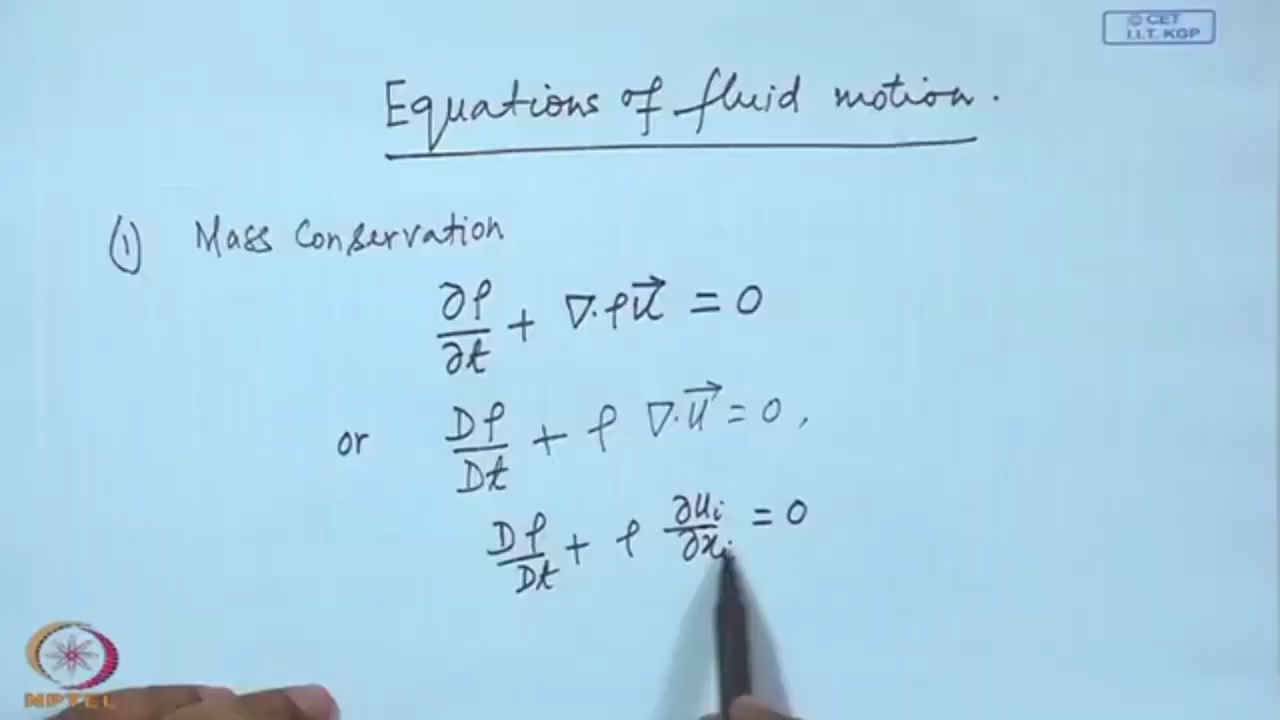 © CET
I.I.T. KGP
Equations of fluid motion.
(1) Mass Conservation
∂ρ/∂t + ∇·ρu⃗ = 0
or Dρ/Dt + ρ ∇·u⃗ = 0,
Dρ/Dt + ρ ∂uᵢ/∂xᵢ = 0
NPTEL